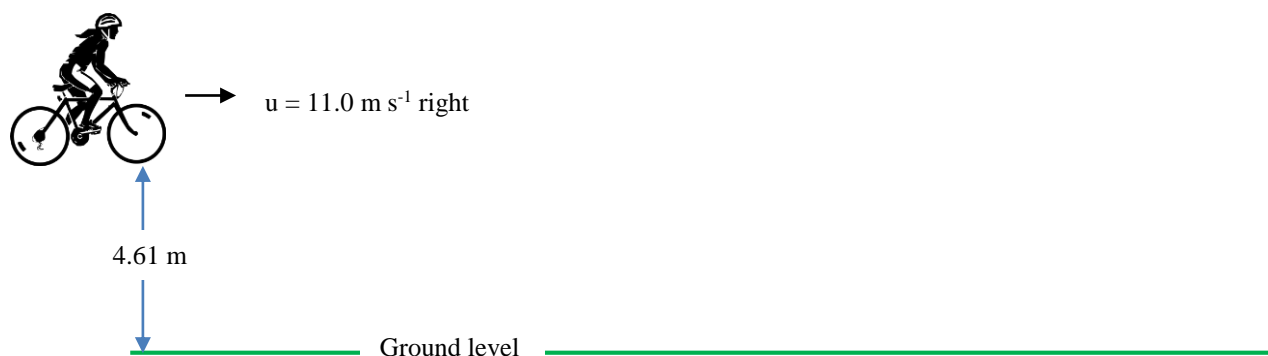 u = 11.0 m s⁻¹ right
4.61 m
Ground level